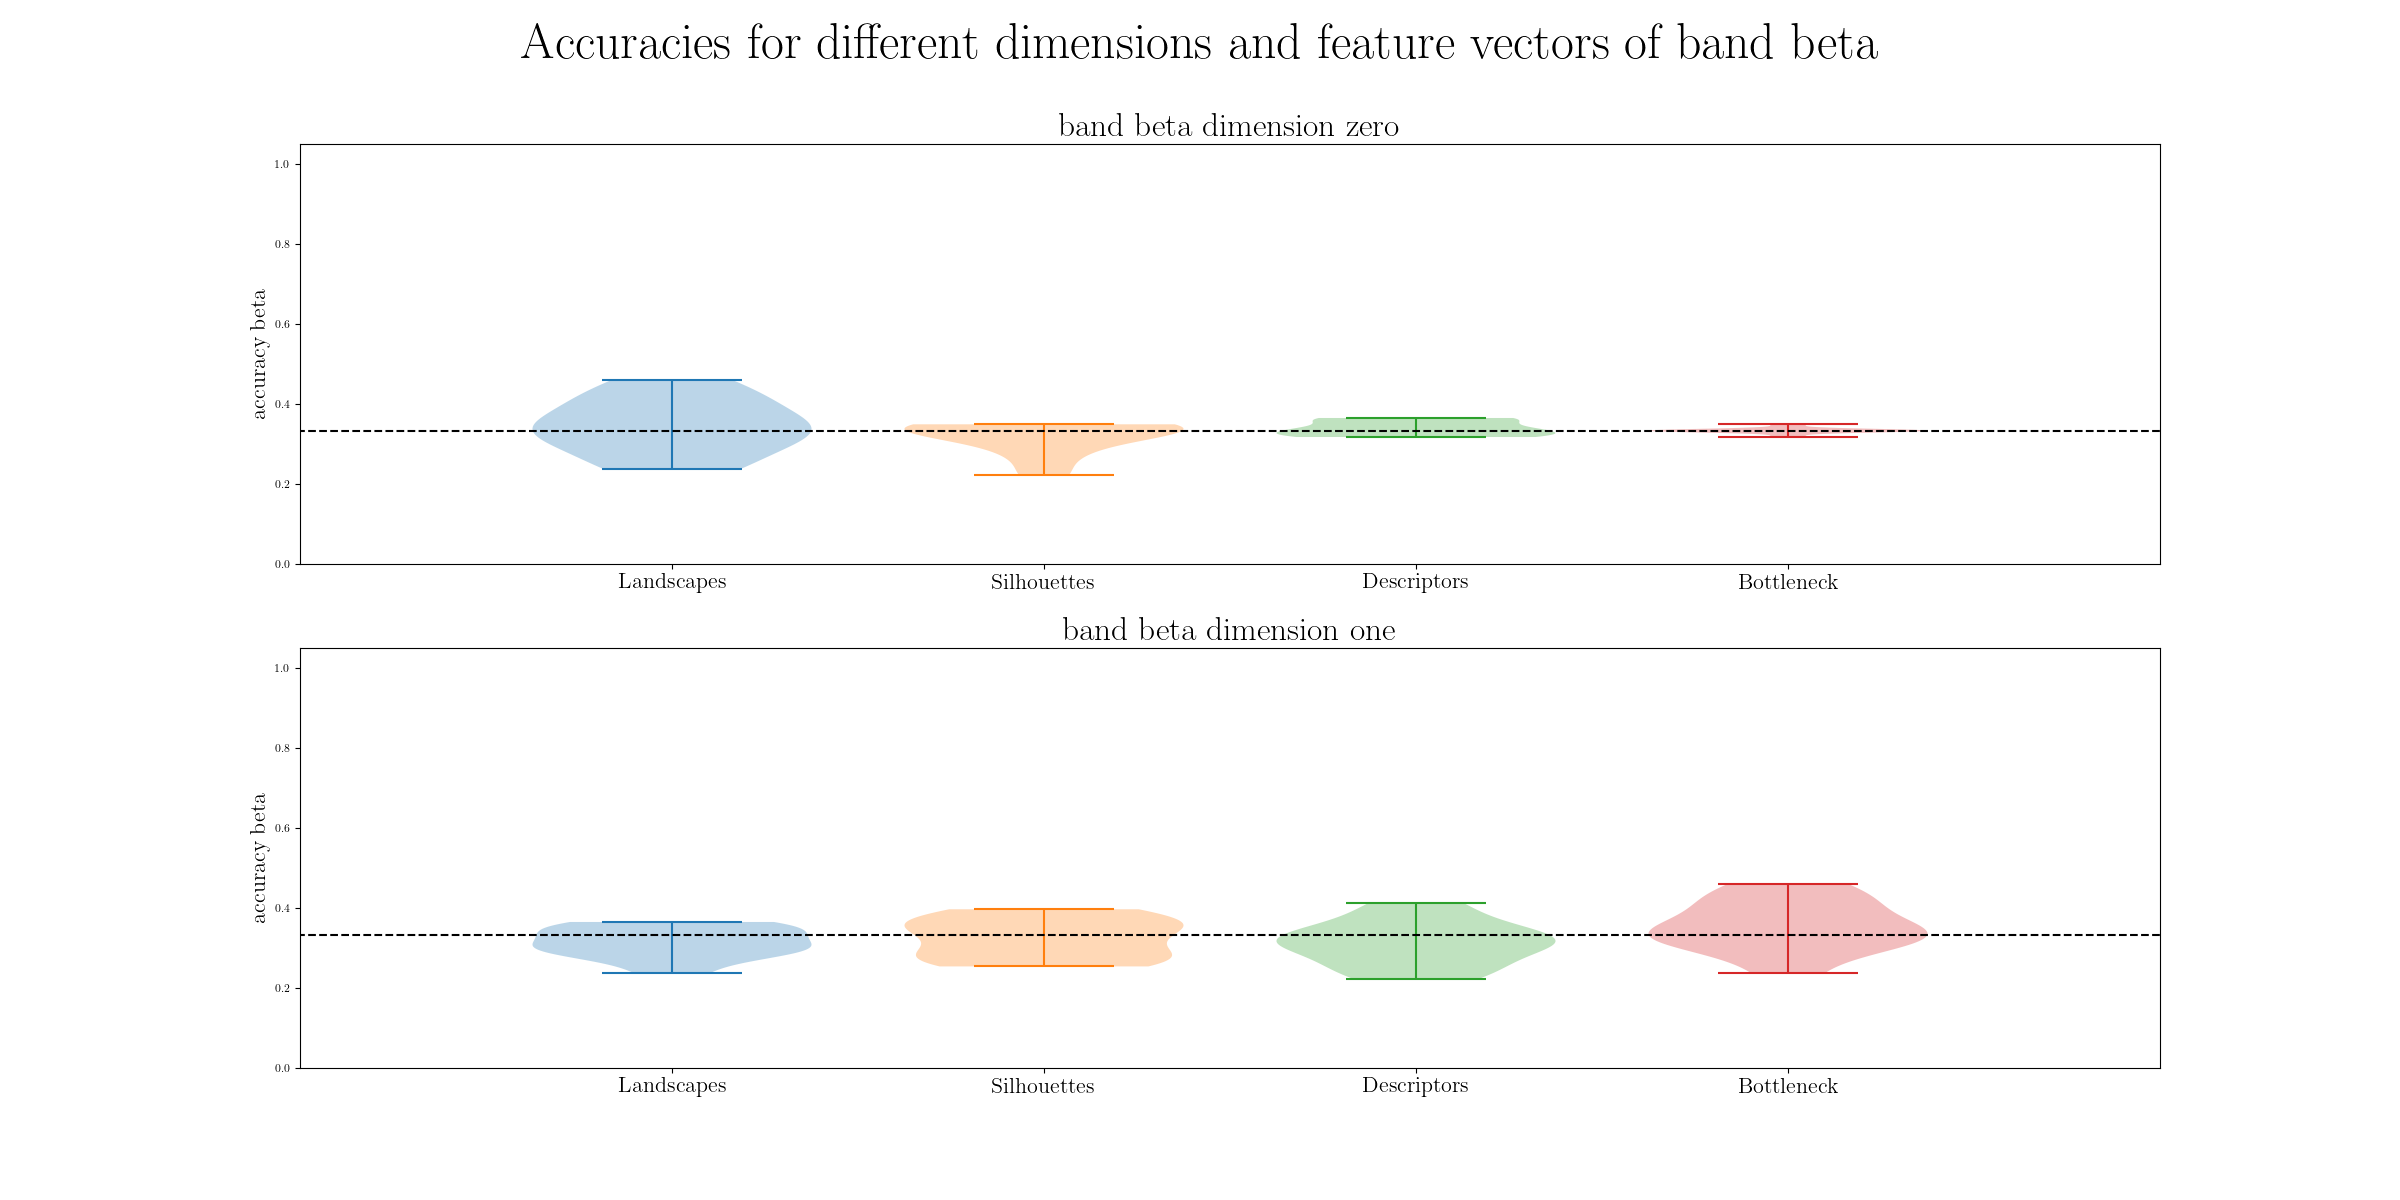 Accuracies for different dimensions and feature vectors of band beta
band beta dimension zero
1.0
0.8
0.6
0.4
0.2
0.0
accuracy beta
Landscapes
Silhouettes
Descriptors
Bottleneck
band beta dimension one
1.0
0.8
0.6
0.4
0.2
0.0
accuracy beta
Landscapes
Silhouettes
Descriptors
Bottleneck